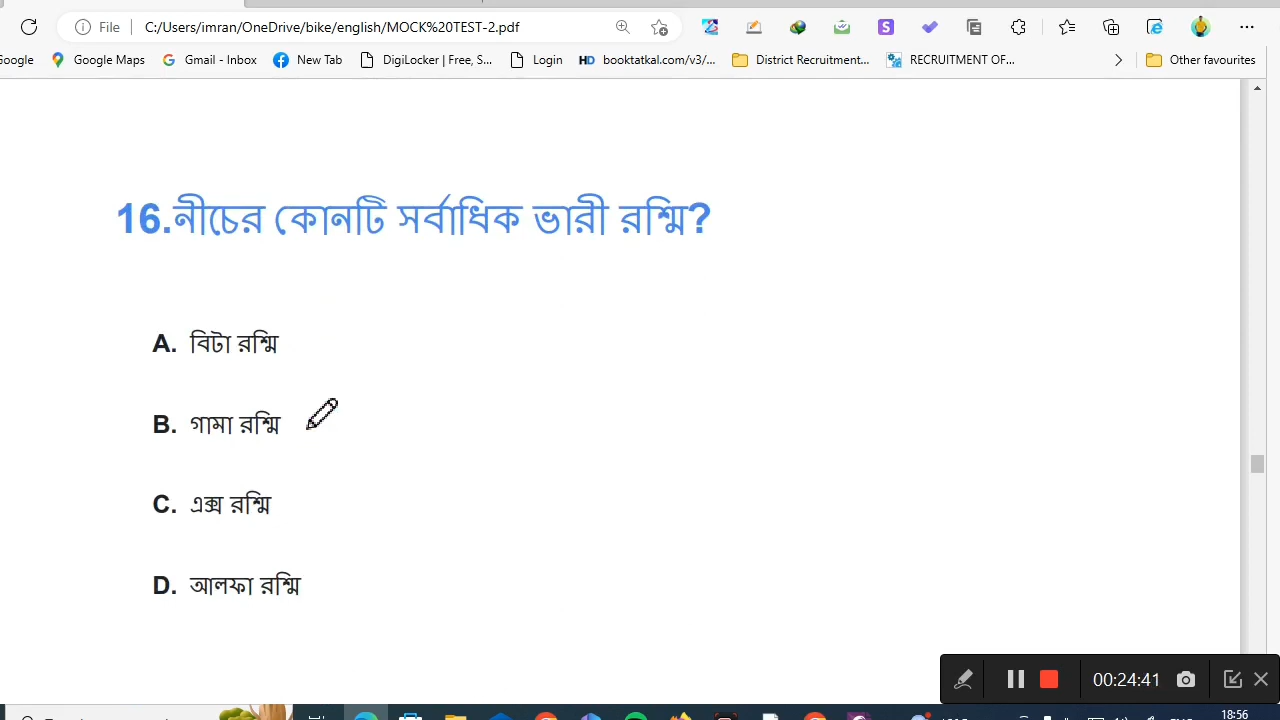 File C:/Users/imran/OneDrive/bike/english/MOCK%20TEST-2.pdf
Google Maps Gmail - Inbox New Tab DigiLocker | Free, S... Login HD booktatkal.com/v3/... District Recruitment... RECRUITMENT OF... Other favourites
16.নীচের কোনটি সর্বাধিক ভারী রশ্মি?
A. বিটা রশ্মি
B. গামা রশ্মি
C. এক্স রশ্মি
D. আলফা রশ্মি
00:24:41
18:56